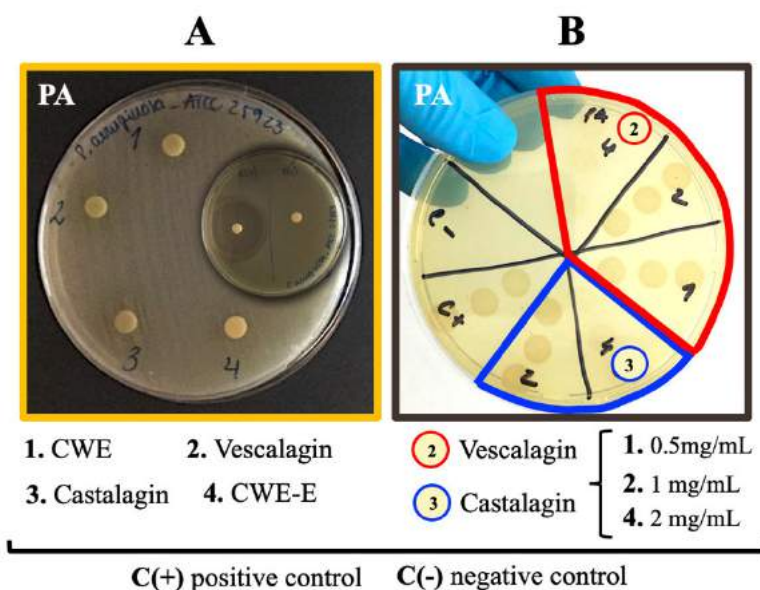 A
B
PA
P. aeruginosa - ATCC 25923
1
2
3
4
PA
14
4
2
2
1
4
3
2
C+
C-
1. CWE
2. Vescalagin
3. Castalagin
4. CWE-E
2 Vescalagin
3 Castalagin
1. 0.5mg/mL
2. 1 mg/mL
4. 2 mg/mL
C(+) positive control C(-) negative control